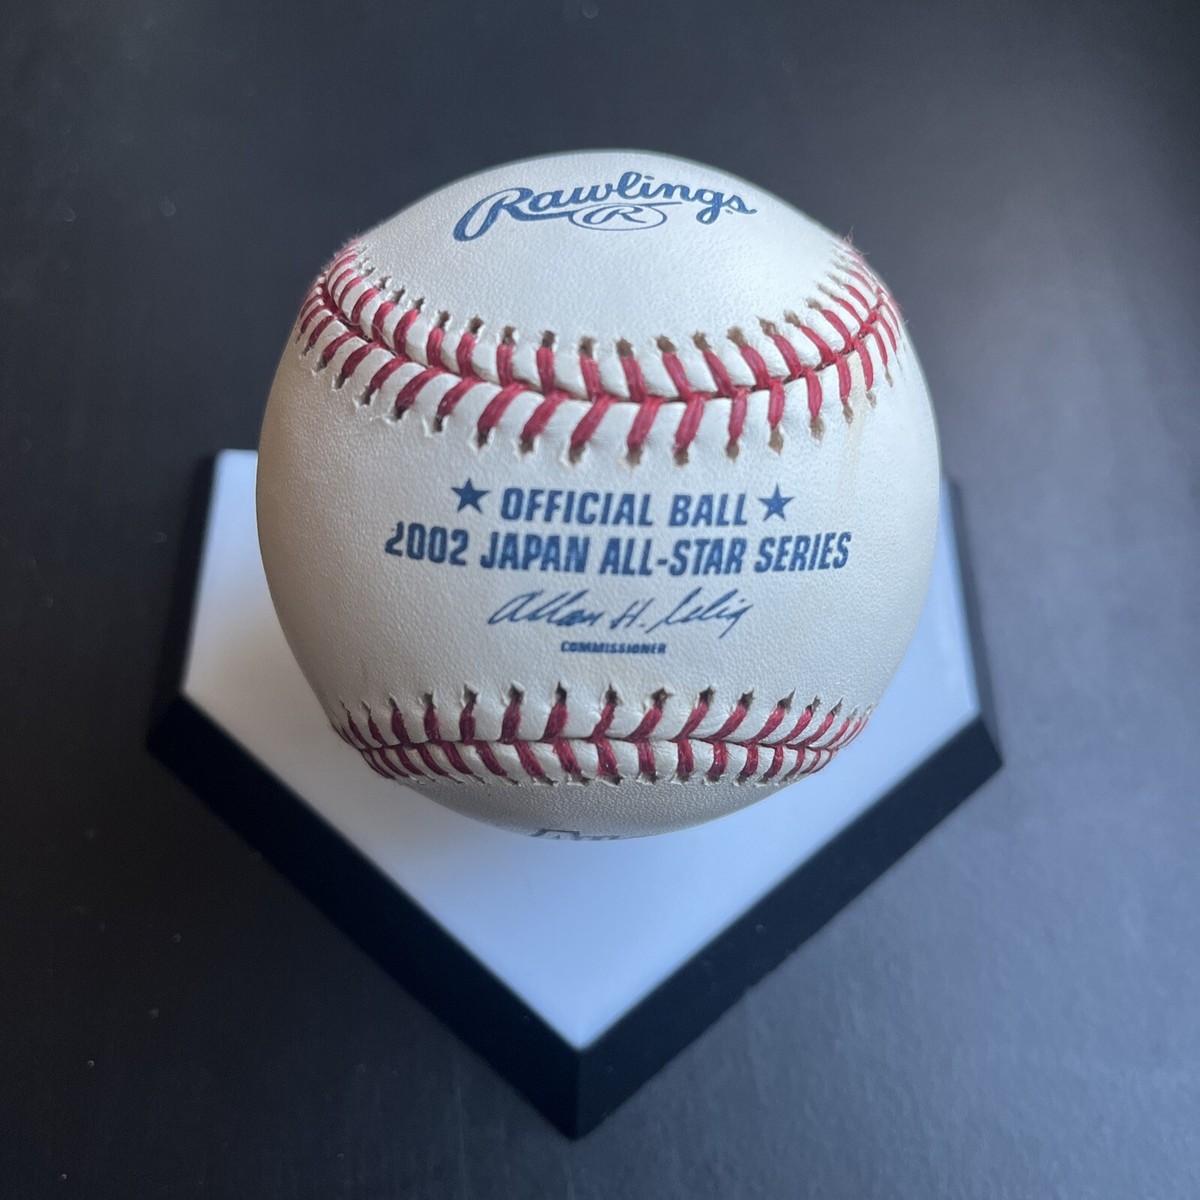 Rawlings
R
★ OFFICIAL BALL ★
2002 JAPAN ALL-STAR SERIES
Allan H. Selig
COMMISSIONER